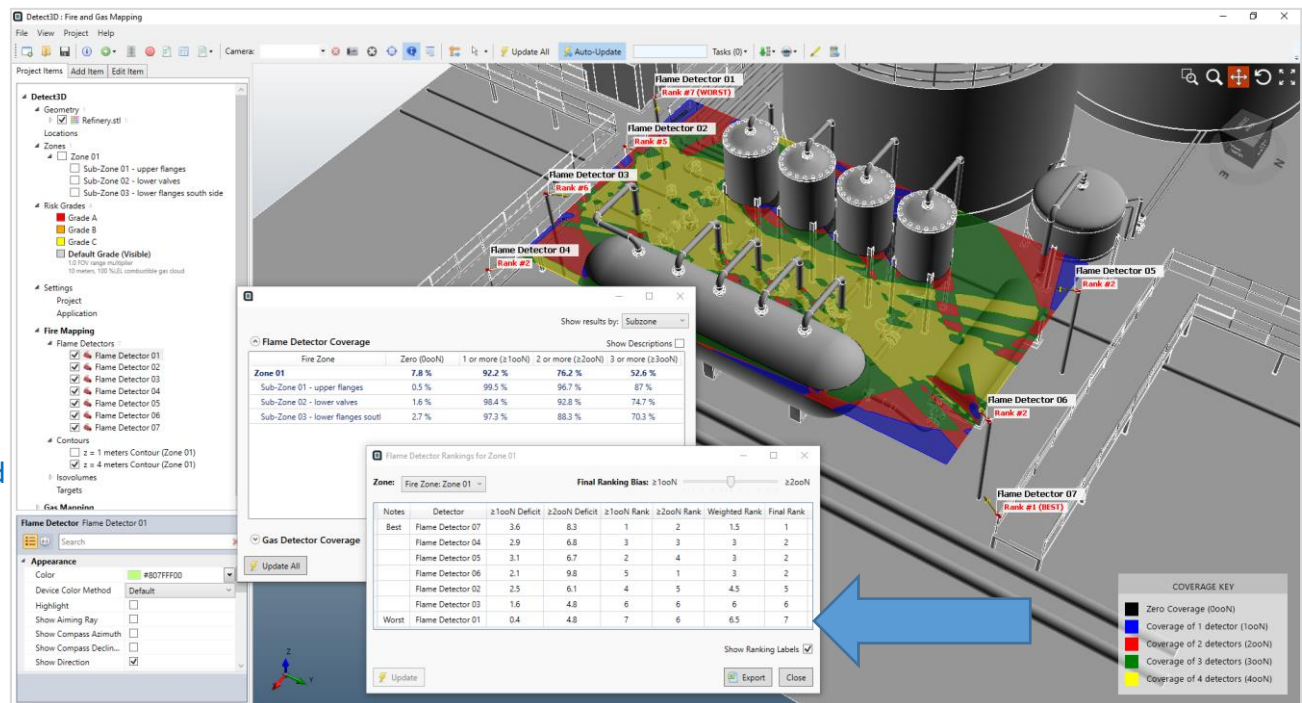 Detect3D : Fire and Gas Mapping
File View Project Help
Camera:
Update All
Auto-Update
Tasks (0)
Project Items Add Item Edit Item
Detect3D
Geometry
Refinery.stl
Locations
Zones
Zone 01
Sub-Zone 01 - upper flanges
Sub-Zone 02 - lower valves
Sub-Zone 03 - lower flanges south side
Risk Grades
Grade A
Grade B
Grade C
Default Grade (Visible)
1.0 FOV range multiplier
10 meters, 100 %LEL combustible gas cloud
Settings
Project
Application
Fire Mapping
Flame Detectors
Flame Detector 01
Flame Detector 02
Flame Detector 03
Flame Detector 04
Flame Detector 05
Flame Detector 06
Flame Detector 07
Contours
z = 1 meters Contour (Zone 01)
z = 4 meters Contour (Zone 01)
Isovolumes
Targets
Gas Mapping
d
Flame Detector Flame Detector 01
Search
Appearance
Color #807FFF00
Device Color Method Default
Highlight
Show Aiming Ray
Show Compass Azimuth
Show Compass Declin...
Show Direction
Flame Detector 01
Rank #7 (WORST)
Flame Detector 02
Rank #5
Flame Detector 03
Rank #6
Flame Detector 04
Rank #2
Flame Detector 05
Rank #2
Flame Detector 06
Rank #2
Flame Detector 07
Rank #1 (BEST)
Show results by: Subzone
Flame Detector Coverage
Show Descriptions
Fire Zone Zero (0ooN) 1 or more (≥1ooN) 2 or more (≥2ooN) 3 or more (≥3ooN)
Zone 01 7.8 % 92.2 % 76.2 % 52.6 %
Sub-Zone 01 - upper flanges 0.5 % 99.5 % 96.7 % 87 %
Sub-Zone 02 - lower valves 1.6 % 98.4 % 92.8 % 74.7 %
Sub-Zone 03 - lower flanges soutl 2.7 % 97.3 % 88.3 % 70.3 %
Gas Detector Coverage
Update All
Flame Detector Rankings for Zone 01
Zone: Fire Zone: Zone 01 Final Ranking Bias: ≥1ooN ≥2ooN
Notes Detector ≥1ooN Deficit ≥2ooN Deficit ≥1ooN Rank ≥2ooN Rank Weighted Rank Final Rank
Best Flame Detector 07 3.6 8.3 1 2 1.5 1
Flame Detector 04 2.9 6.8 3 3 3 2
Flame Detector 05 3.1 6.7 2 4 3 2
Flame Detector 06 2.1 9.8 5 1 3 2
Flame Detector 02 2.5 6.1 4 5 4.5 5
Flame Detector 03 1.6 4.8 6 6 6 6
Worst Flame Detector 01 0.4 4.8 7 6 6.5 7
Show Ranking Labels
Update
Export
Close
Z
Y
N
E
COVERAGE KEY
Zero Coverage (0ooN)
Coverage of 1 detector (1ooN)
Coverage of 2 detectors (2ooN)
Coverage of 3 detectors (3ooN)
Coverage of 4 detectors (4ooN)